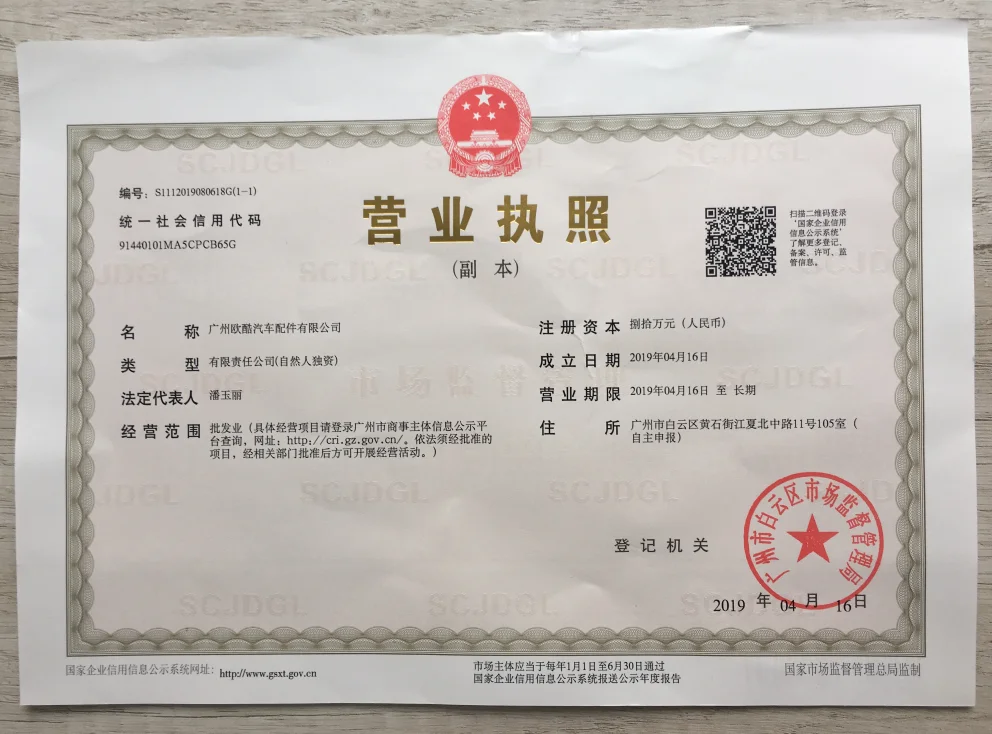 编号：S1112019080618G(1-1)
统一社会信用代码
91440101MA5CPCB65G
营业执照
（副 本）
扫描二维码登录
‘国家企业信用
信息公示系统’
了解更多登记、
备案、许可、监
管信息。
名 称 广州欧酷汽车配件有限公司
类 型 有限责任公司(自然人独资)
法定代表人 潘玉丽
经营范围 批发业（具体经营项目请登录广州市商事主体信息公示平
台查询，网址：http://cri.gz.gov.cn/。依法须经批准的
项目，经相关部门批准后方可开展经营活动。）
注册资本 捌拾万元（人民币）
成立日期 2019年04月16日
营业期限 2019年04月16日 至 长期
住 所 广州市白云区黄石街江夏北中路11号105室（
自主申报）
登记机关
广州市白云区市场监督管理局
2019 年 04 月 16日
国家企业信用信息公示系统网址：http://www.gsxt.gov.cn
市场主体应当于每年1月1日至6月30日通过
国家企业信用信息公示系统报送公示年度报告
国家市场监督管理总局监制
SCJDGL
市场监督管理